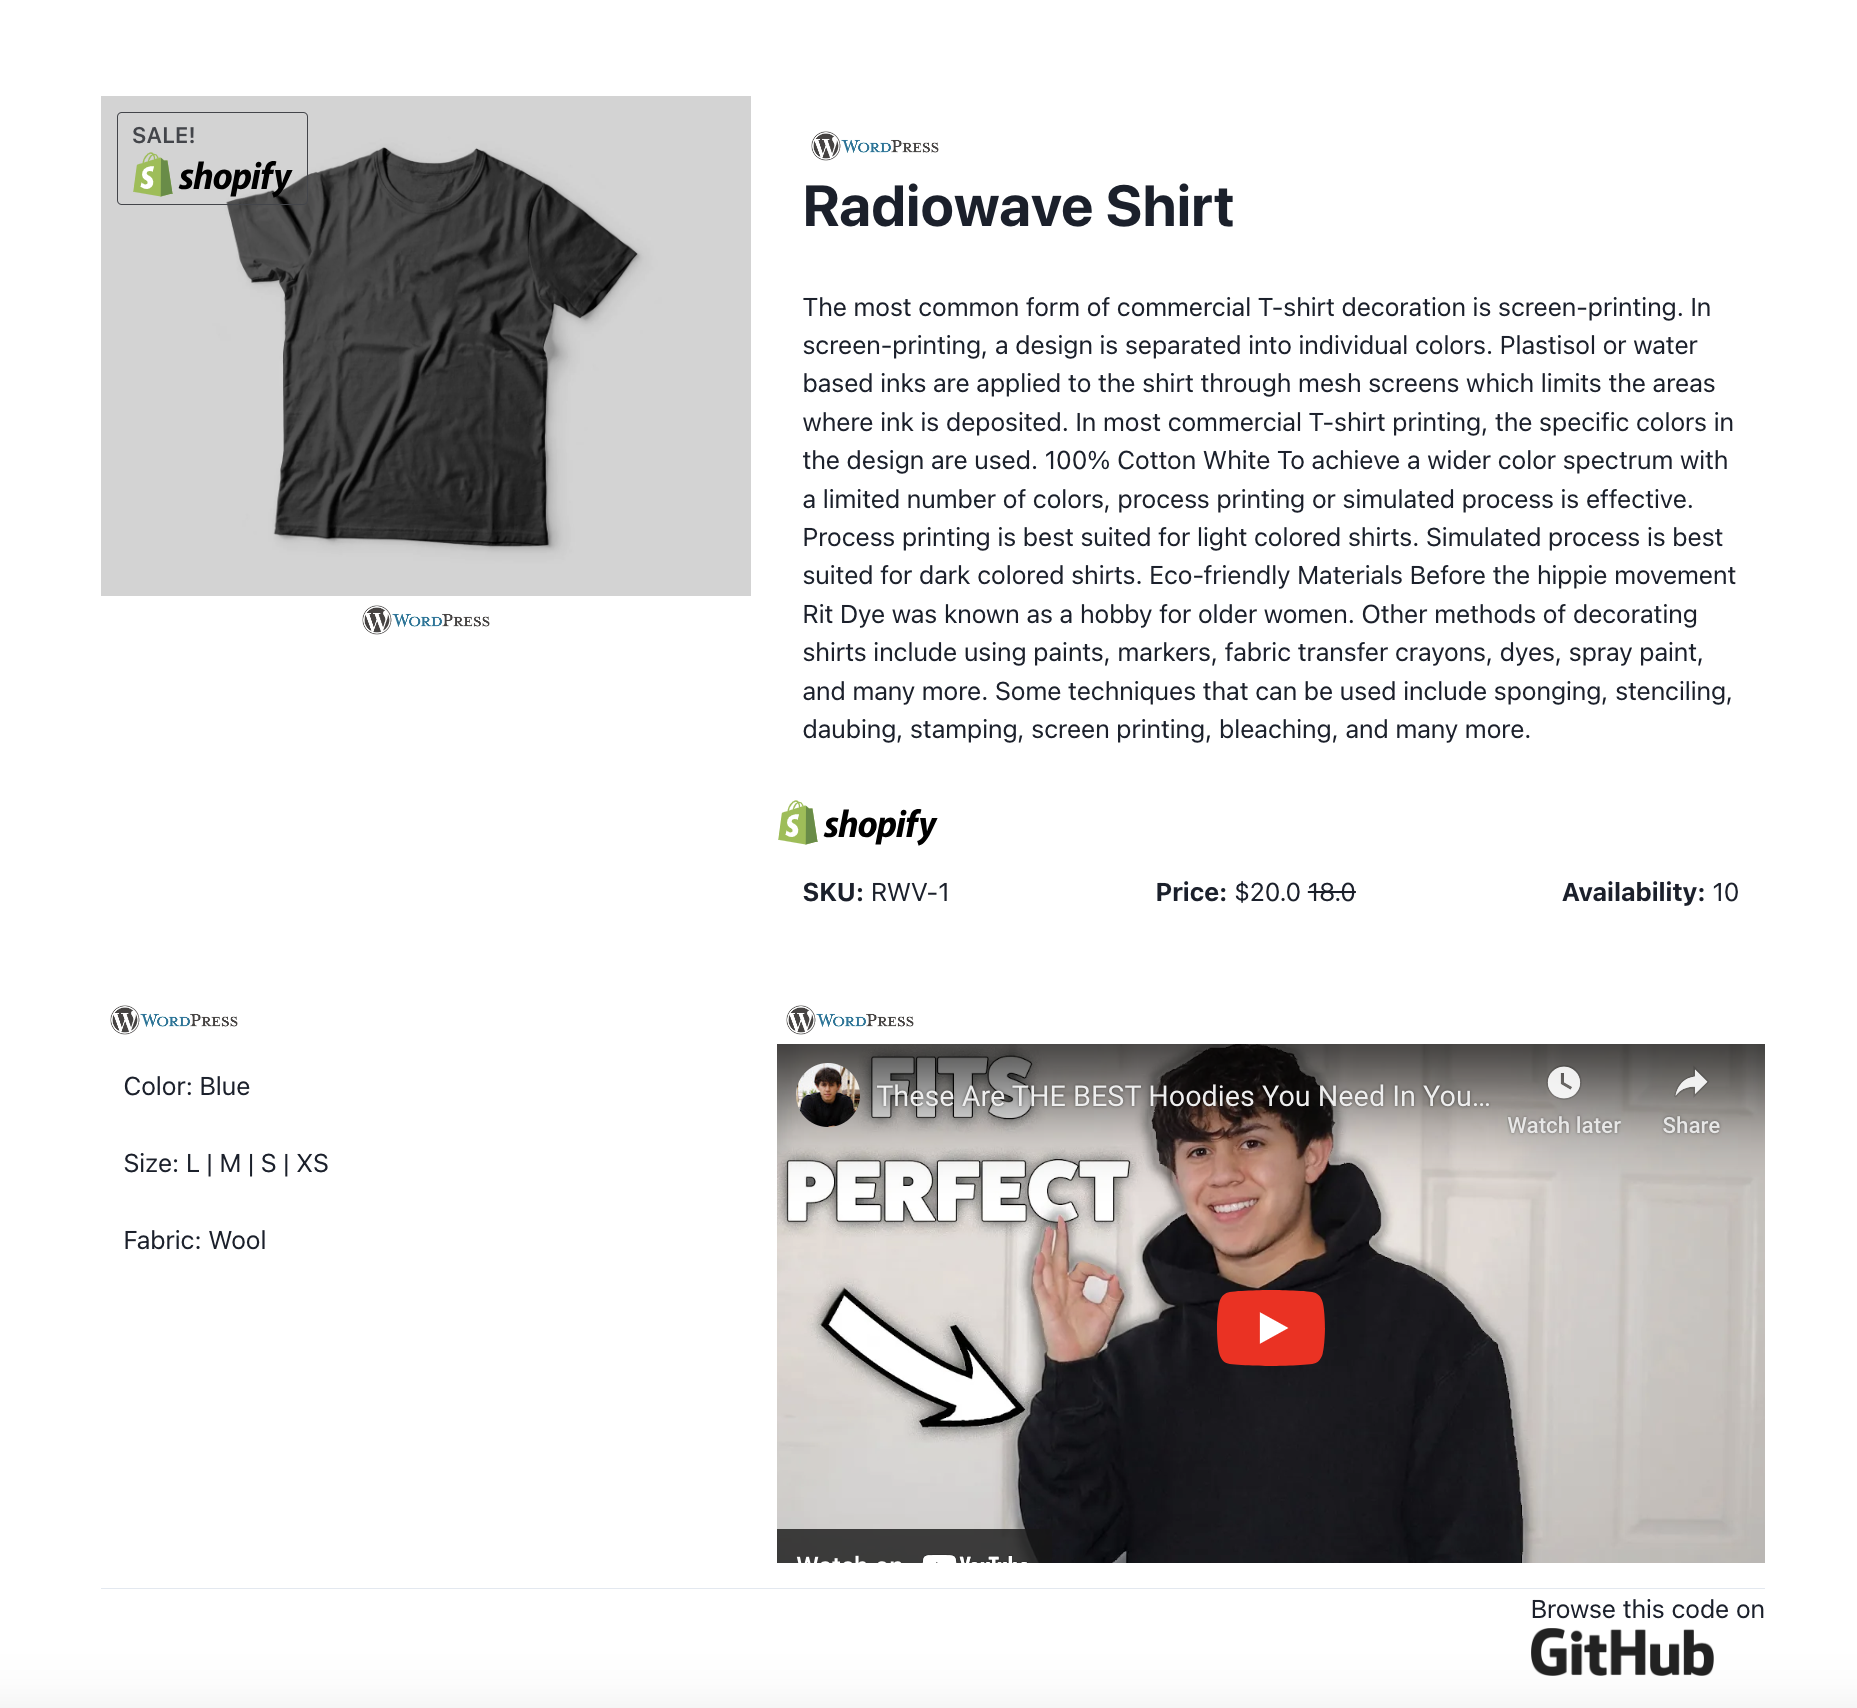 SALE!
shopify
WORDPRESS
WORDPRESS
Radiowave Shirt
The most common form of commercial T-shirt decoration is screen-printing. In
screen-printing, a design is separated into individual colors. Plastisol or water
based inks are applied to the shirt through mesh screens which limits the areas
where ink is deposited. In most commercial T-shirt printing, the specific colors in
the design are used. 100% Cotton White To achieve a wider color spectrum with
a limited number of colors, process printing or simulated process is effective.
Process printing is best suited for light colored shirts. Simulated process is best
suited for dark colored shirts. Eco-friendly Materials Before the hippie movement
Rit Dye was known as a hobby for older women. Other methods of decorating
shirts include using paints, markers, fabric transfer crayons, dyes, spray paint,
and many more. Some techniques that can be used include sponging, stenciling,
daubing, stamping, screen printing, bleaching, and many more.
shopify
SKU: RWV-1 Price: $20.0 18.0 Availability: 10
WORDPRESS
Color: Blue
Size: L | M | S | XS
Fabric: Wool
WORDPRESS
FITS
These Are THE BEST Hoodies You Need In You...
Watch later
Share
PERFECT
Watch on YouTube
Browse this code on
GitHub